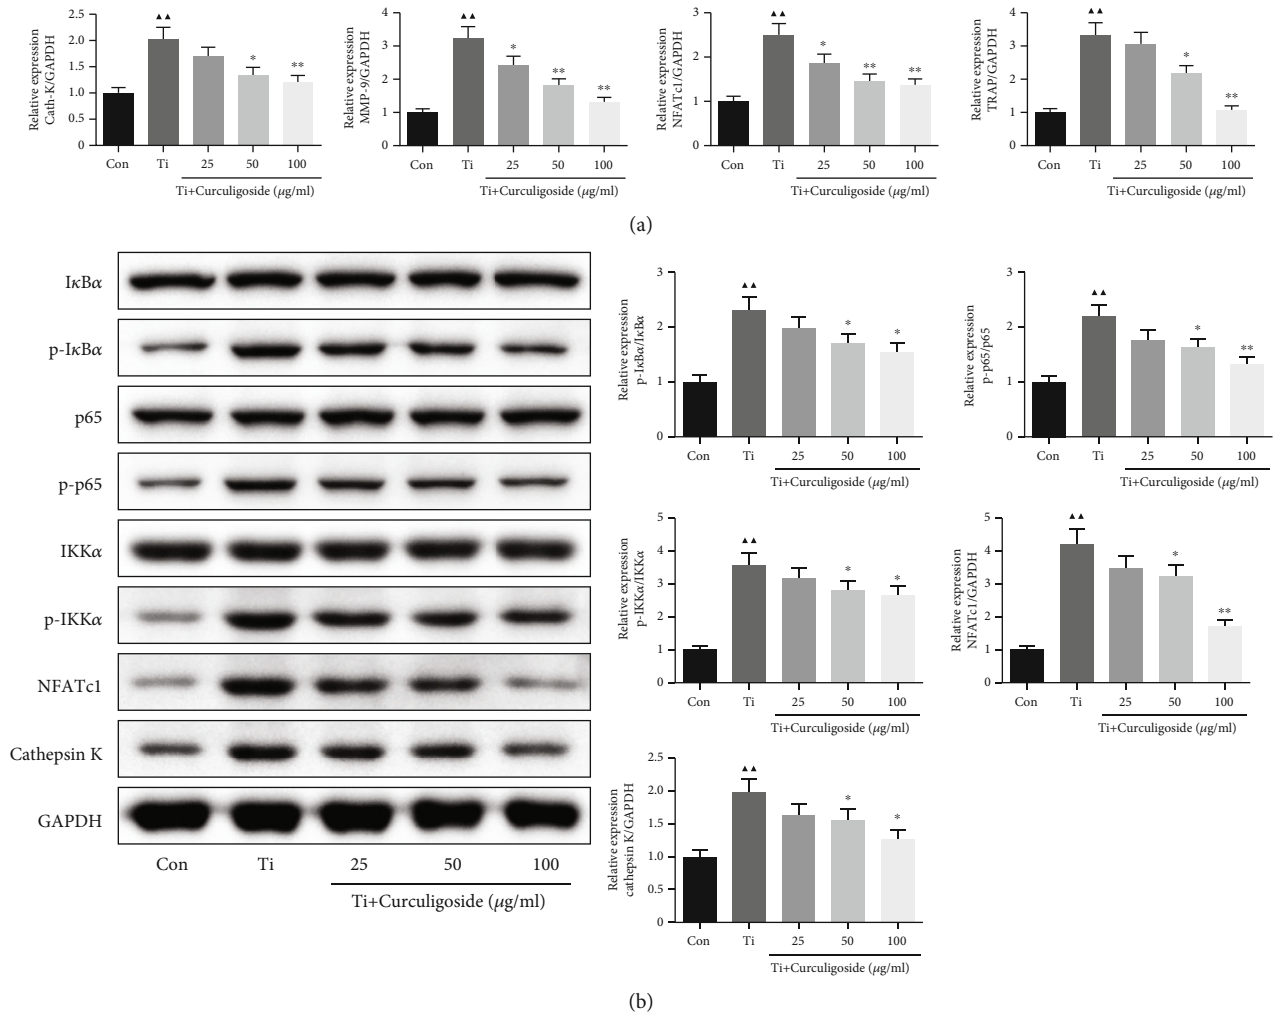 Relative expression
Cath-K/GAPDH
2.5
2.0
1.5
1.0
0.5
0
▲▲
*
**
Con
Ti
25
50
100
Ti+Curculigoside (μg/ml)
Relative expression
MMP-9/GAPDH
4
3
2
1
0
▲▲
*
**
**
Con
Ti
25
50
100
Ti+Curculigoside (μg/ml)
Relative expression
NFATc1/GAPDH
3
2
1
0
▲▲
*
**
**
Con
Ti
25
50
100
Ti+Curculigoside (μg/ml)
Relative expression
TRAP/GAPDH
4
3
2
1
0
▲▲
*
**
Con
Ti
25
50
100
Ti+Curculigoside (μg/ml)
(a)
IκBα
p-IκBα
p65
p-p65
IKKα
p-IKKα
NFATc1
Cathepsin K
GAPDH
Con
Ti
25
50
100
Ti+Curculigoside (μg/ml)
Relative expression
p-IκBα/IκBα
3
2
1
0
▲▲
*
*
Con
Ti
25
50
100
Ti+Curculigoside (μg/ml)
Relative expression
p-p65/p65
3
2
1
0
▲▲
*
**
Con
Ti
25
50
100
Ti+Curculigoside (μg/ml)
Relative expression
p-IKKα/IKKα
5
4
3
2
1
0
▲▲
*
*
Con
Ti
25
50
100
Ti+Curculigoside (μg/ml)
Relative expression
NFATc1/GAPDH
5
4
3
2
1
0
▲▲
*
**
Con
Ti
25
50
100
Ti+Curculigoside (μg/ml)
Relative expression
cathepsin K/GAPDH
2.5
2.0
1.5
1.0
0.5
0
▲▲
*
*
Con
Ti
25
50
100
Ti+Curculigoside (μg/ml)
(b)